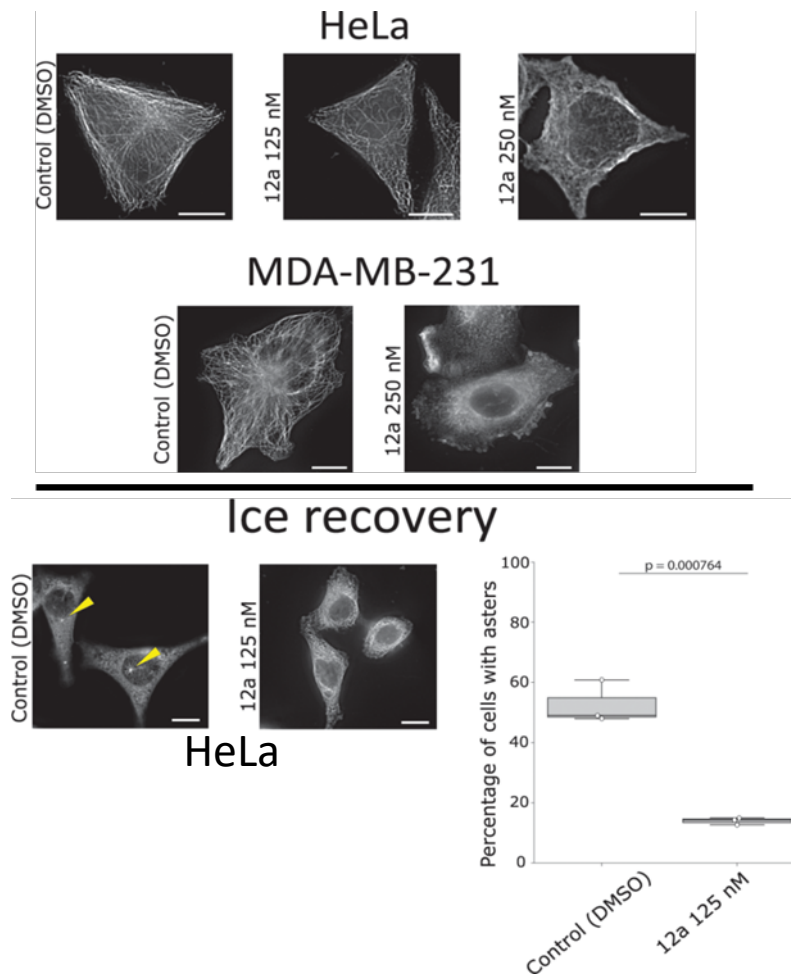 HeLa
Control (DMSO)
12a 125 nM
12a 250 nM
MDA-MB-231
Control (DMSO)
12a 250 nM
Ice recovery
Control (DMSO)
12a 125 nM
HeLa
Percentage of cells with asters
100
80
60
40
20
0
p = 0.000764
Control (DMSO)
12a 125 nM